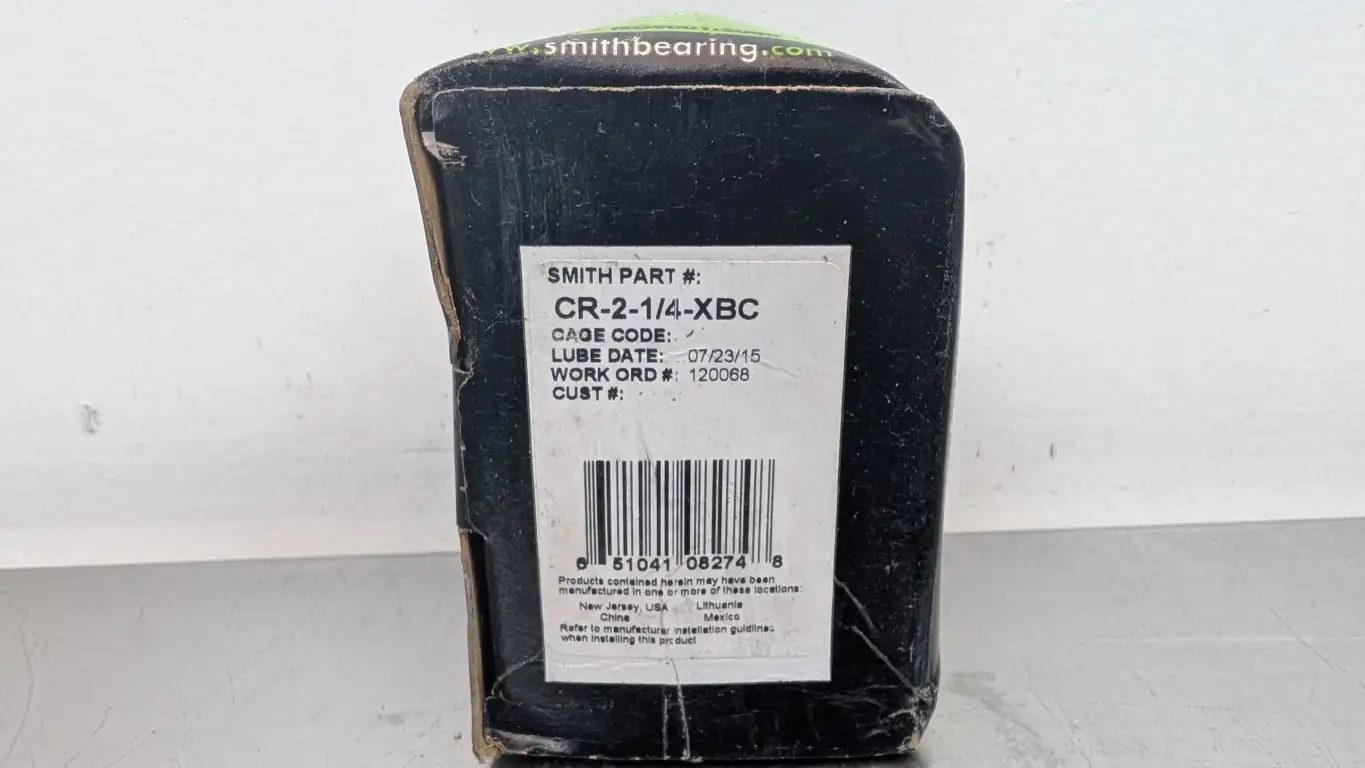 www.smithbearing.com
SMITH PART #:
CR-2-1/4-XBC
CAGE CODE:
LUBE DATE: 07/23/15
WORK ORD #: 120068
CUST #:
6 51041 08274 8
Products contained herein may have been
manufactured in one or more of these locations:
New Jersey, USA Lithuania
China Mexico
Refer to manufacturer installation guidlines
when installing this product